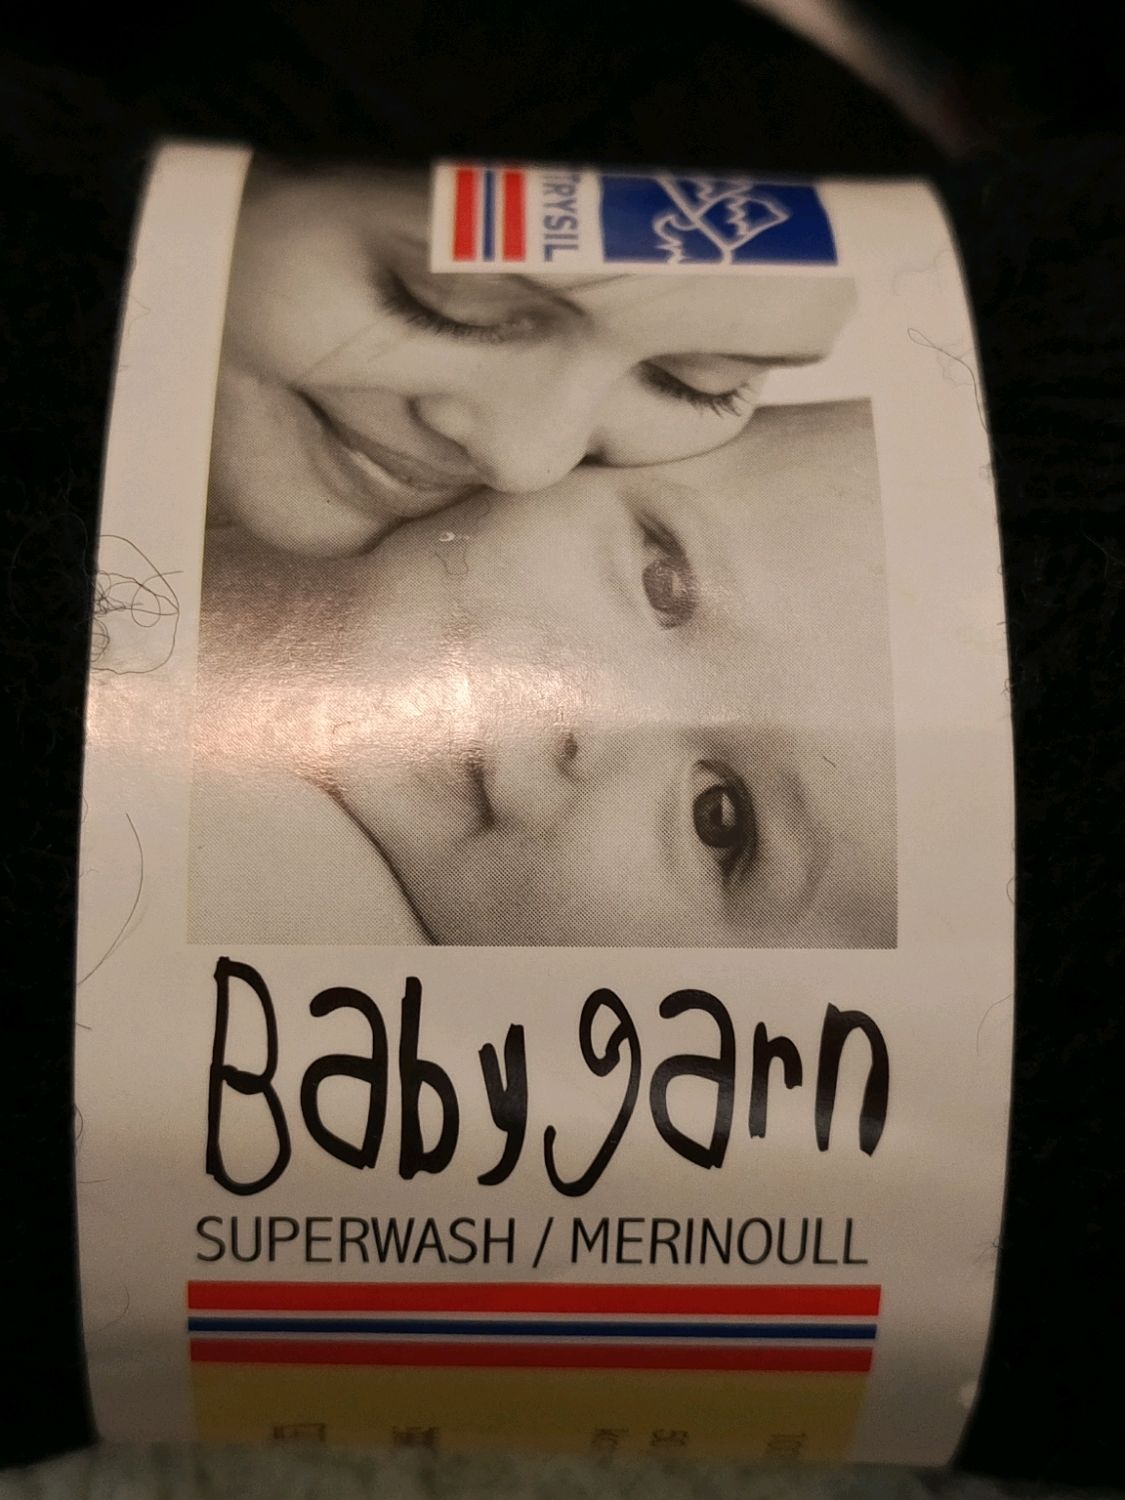 TRYSIL
Babygarn
SUPERWASH / MERINOULL